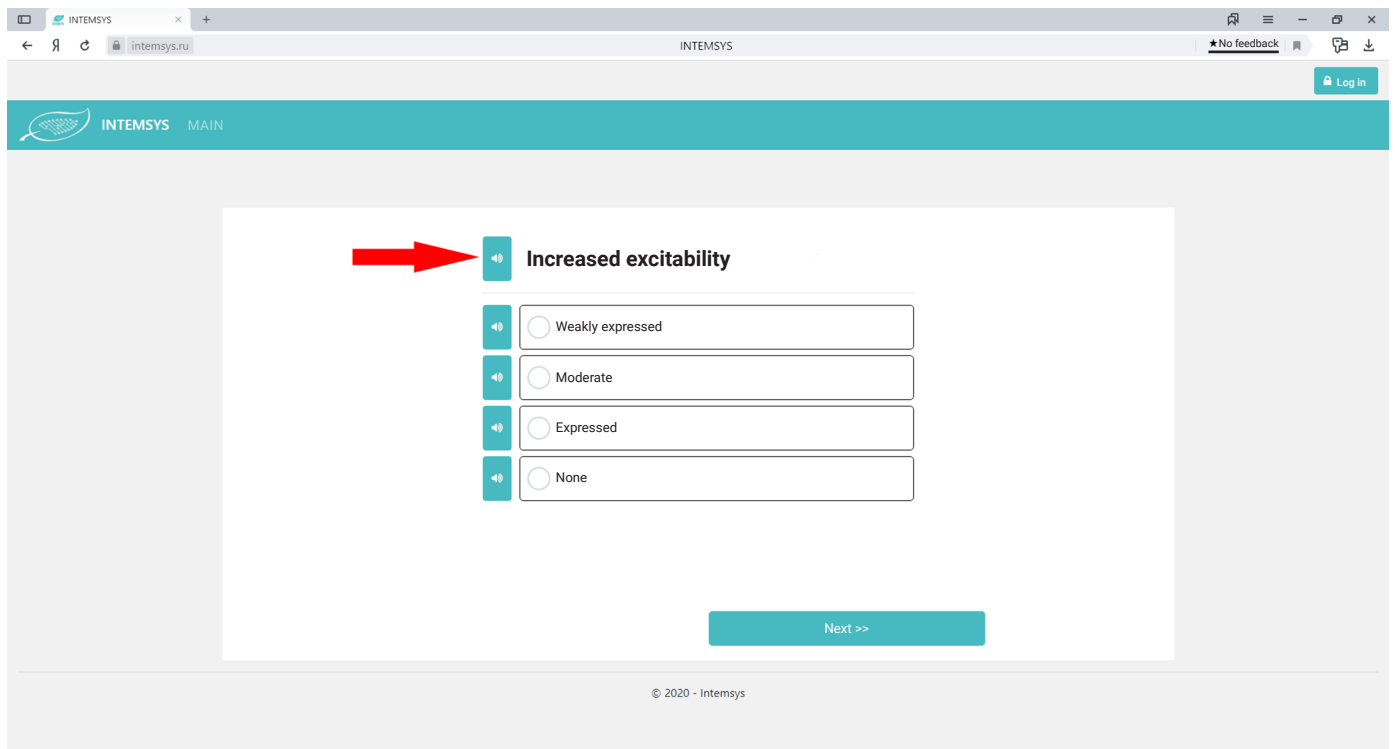 INTEMSYS
Я intemsys.ru INTEMSYS ★No feedback
Log in
INTEMSYS MAIN
Increased excitability
Weakly expressed
Moderate
Expressed
None
Next >>
© 2020 - Intemsys